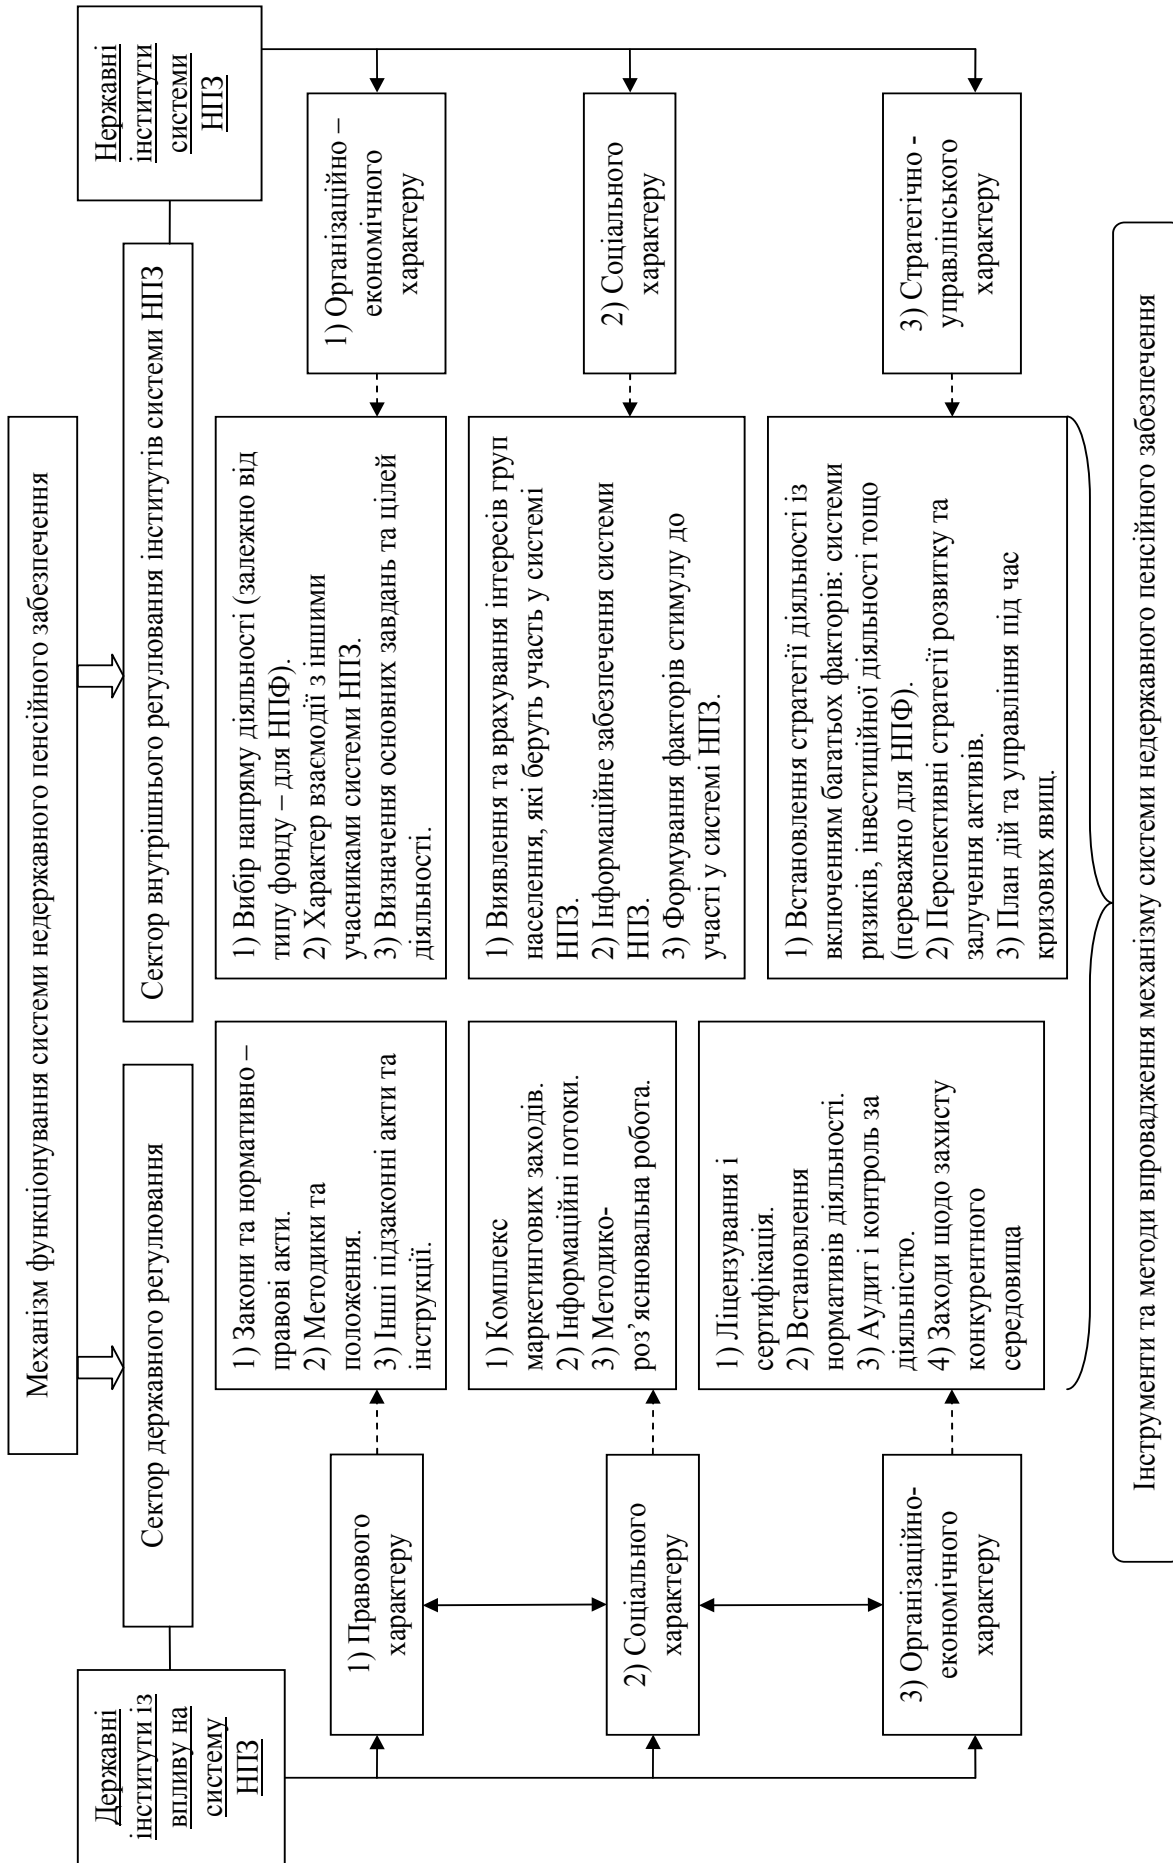 Механізм функціонування системи недержавного пенсійного забезпечення
Державні
інститути із
впливу на
систему
НПЗ
Сектор державного регулювання
Сектор внутрішнього регулювання інститутів системи НПЗ
Нержавні
інститути
системи
НПЗ
1) Правового
характеру
1) Закони та нормативно –
правові акти.
2) Методики та
положення.
3) Інші підзаконні акти та
інструкції.
1) Вибір напряму діяльності (залежно від
типу фонду – для НПФ).
2) Характер взаємодії з іншими
учасниками системи НПЗ.
3) Визначення основних завдань та цілей
діяльності.
1) Організаційно –
економічного
характеру
2) Соціального
характеру
1) Комплекс
маркетингових заходів.
2) Інформаційні потоки.
3) Методико-
роз’яснювальна робота.
1) Виявлення та врахування інтересів груп
населення, які беруть участь у системі
НПЗ.
2) Інформаційне забезпечення системи
НПЗ.
3) Формування факторів стимулу до
участі у системі НПЗ.
2) Соціального
характеру
3) Організаційно-
економічного
характеру
1) Ліцензування і
сертифікація.
2) Встановлення
нормативів діяльності.
3) Аудит і контроль за
діяльністю.
4) Заходи щодо захисту
конкурентного
середовища
1) Встановлення стратегії діяльності із
включенням багатьох факторів: системи
ризиків, інвестиційної діяльності тощо
(переважно для НПФ).
2) Перспективні стратегії розвитку та
залучення активів.
3) План дій та управління під час
кризових явищ.
3) Стратегічно -
управлінського
характеру
Інструменти та методи впровадження механізму системи недержавного пенсійного забезпечення